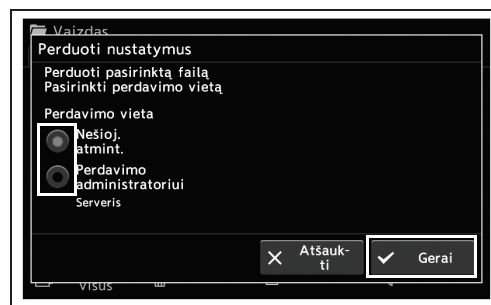 Vaizdas
Perduoti nustatymus
Perduoti pasirinktą failą
Pasirinkti perdavimo vietą
Perdavimo vieta
Nešioj.
atmint.
Perdavimo
administratoriui
Serveris
Atšauk-
ti
Gerai
Visus